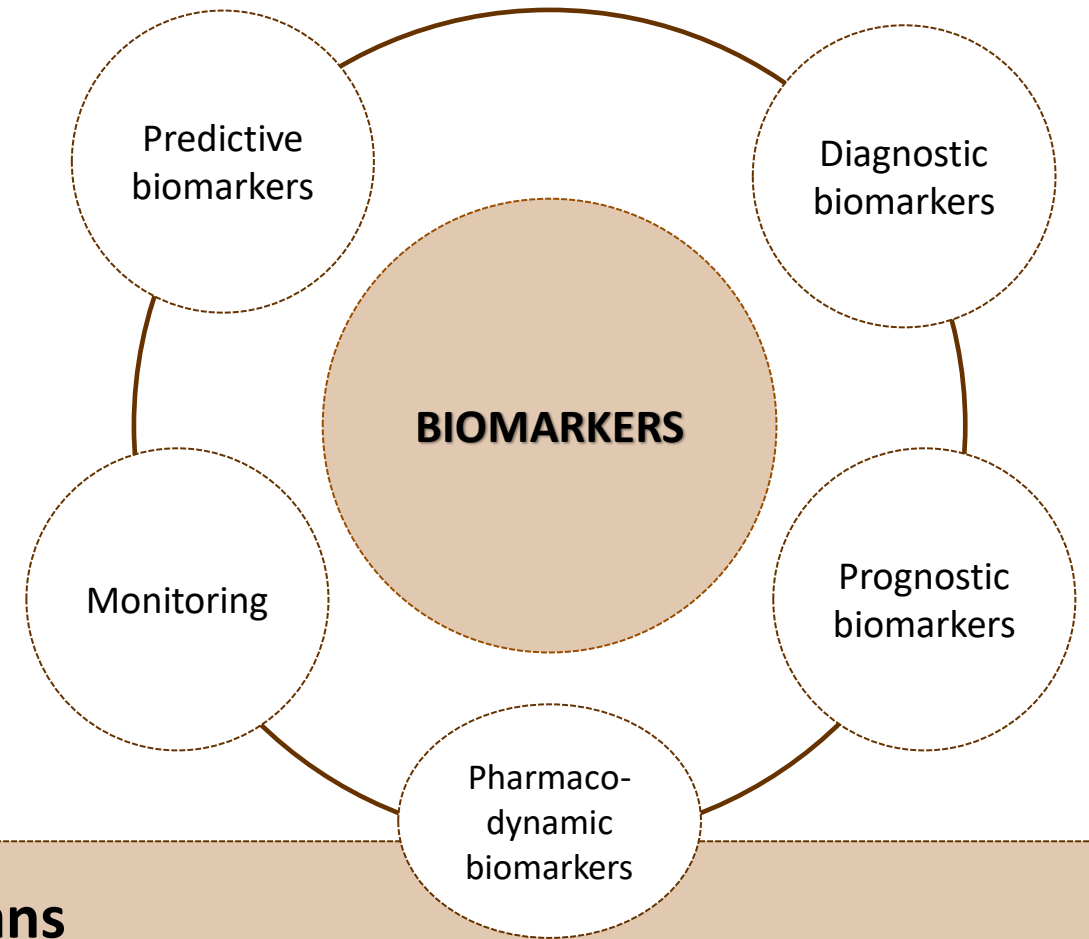 Predictive
biomarkers
Diagnostic
biomarkers
BIOMARKERS
Monitoring
Prognostic
biomarkers
Pharmaco-
dynamic
biomarkers